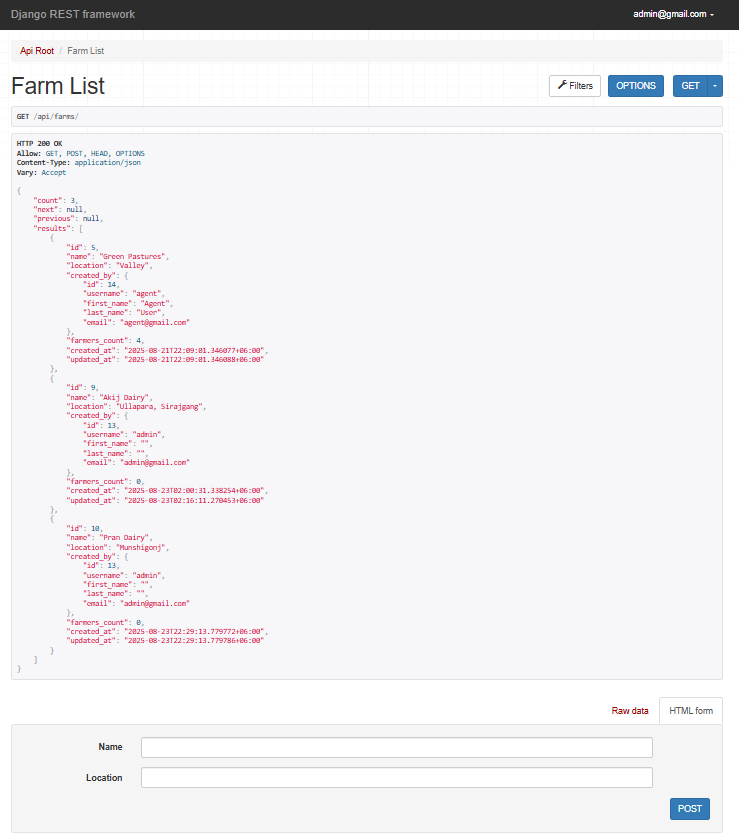 Django REST framework
admin@gmail.com
Api Root / Farm List
Farm List
Filters
OPTIONS
GET
GET /api/farms/
HTTP 200 OK
Allow: GET, POST, HEAD, OPTIONS
Content-Type: application/json
Vary: Accept
{
    "count": 3,
    "next": null,
    "previous": null,
    "results": [
        {
            "id": 5,
            "name": "Green Pastures",
            "location": "Valley",
            "created_by": {
                "id": 14,
                "username": "agent",
                "first_name": "Agent",
                "last_name": "User",
                "email": "agent@gmail.com"
            },
            "farmers_count": 4,
            "created_at": "2025-08-21T22:09:01.346077+06:00",
            "updated_at": "2025-08-21T22:09:01.346088+06:00"
        },
        {
            "id": 9,
            "name": "Akij Dairy",
            "location": "Ullapara, Sirajgang",
            "created_by": {
                "id": 13,
                "username": "admin",
                "first_name": "",
                "last_name": "",
                "email": "admin@gmail.com"
            },
            "farmers_count": 0,
            "created_at": "2025-08-23T02:00:31.338254+06:00",
            "updated_at": "2025-08-23T02:16:11.270453+06:00"
        },
        {
            "id": 10,
            "name": "Pran Dairy",
            "location": "Munshigonj",
            "created_by": {
                "id": 13,
                "username": "admin",
                "first_name": "",
                "last_name": "",
                "email": "admin@gmail.com"
            },
            "farmers_count": 0,
            "created_at": "2025-08-23T22:29:13.779772+06:00",
            "updated_at": "2025-08-23T22:29:13.779786+06:00"
        }
    ]
}
Raw data
HTML form
Name
Location
POST